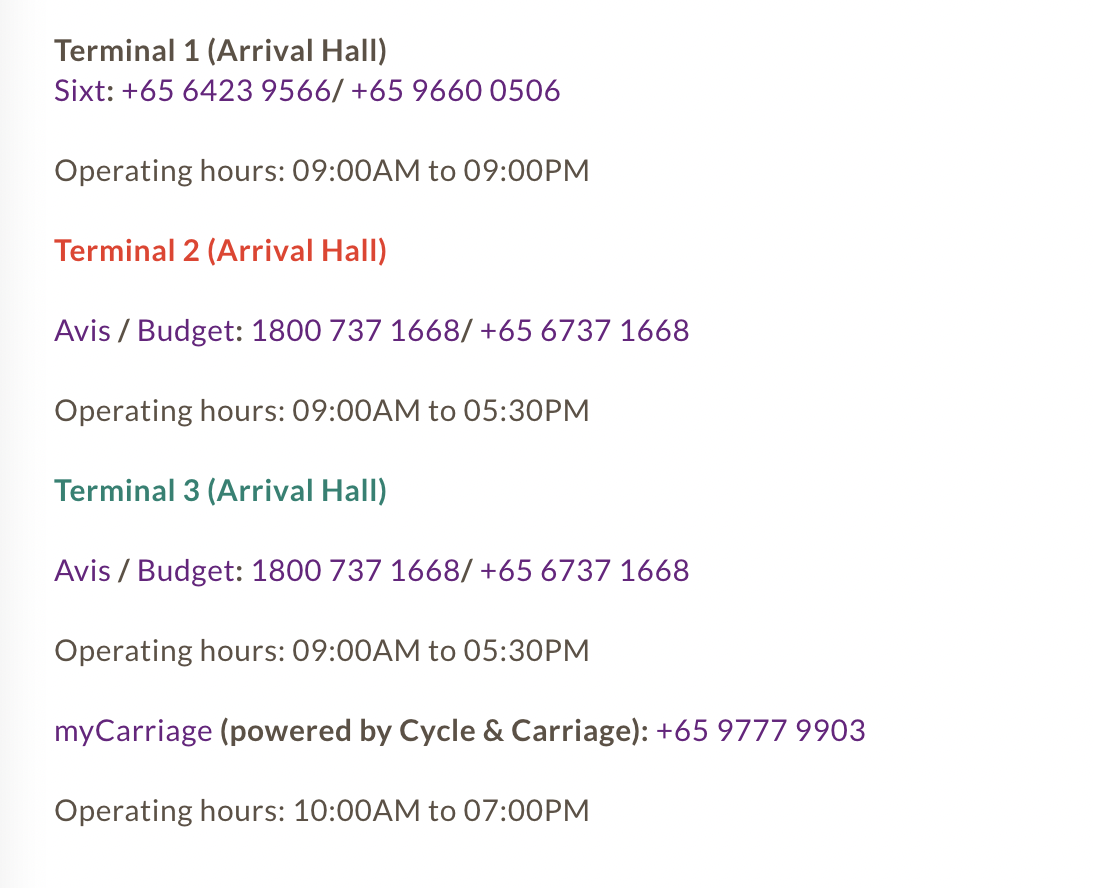 Terminal 1 (Arrival Hall)
Sixt: +65 6423 9566/ +65 9660 0506
Operating hours: 09:00AM to 09:00PM
Terminal 2 (Arrival Hall)
Avis / Budget: 1800 737 1668/ +65 6737 1668
Operating hours: 09:00AM to 05:30PM
Terminal 3 (Arrival Hall)
Avis / Budget: 1800 737 1668/ +65 6737 1668
Operating hours: 09:00AM to 05:30PM
myCarriage (powered by Cycle & Carriage): +65 9777 9903
Operating hours: 10:00AM to 07:00PM